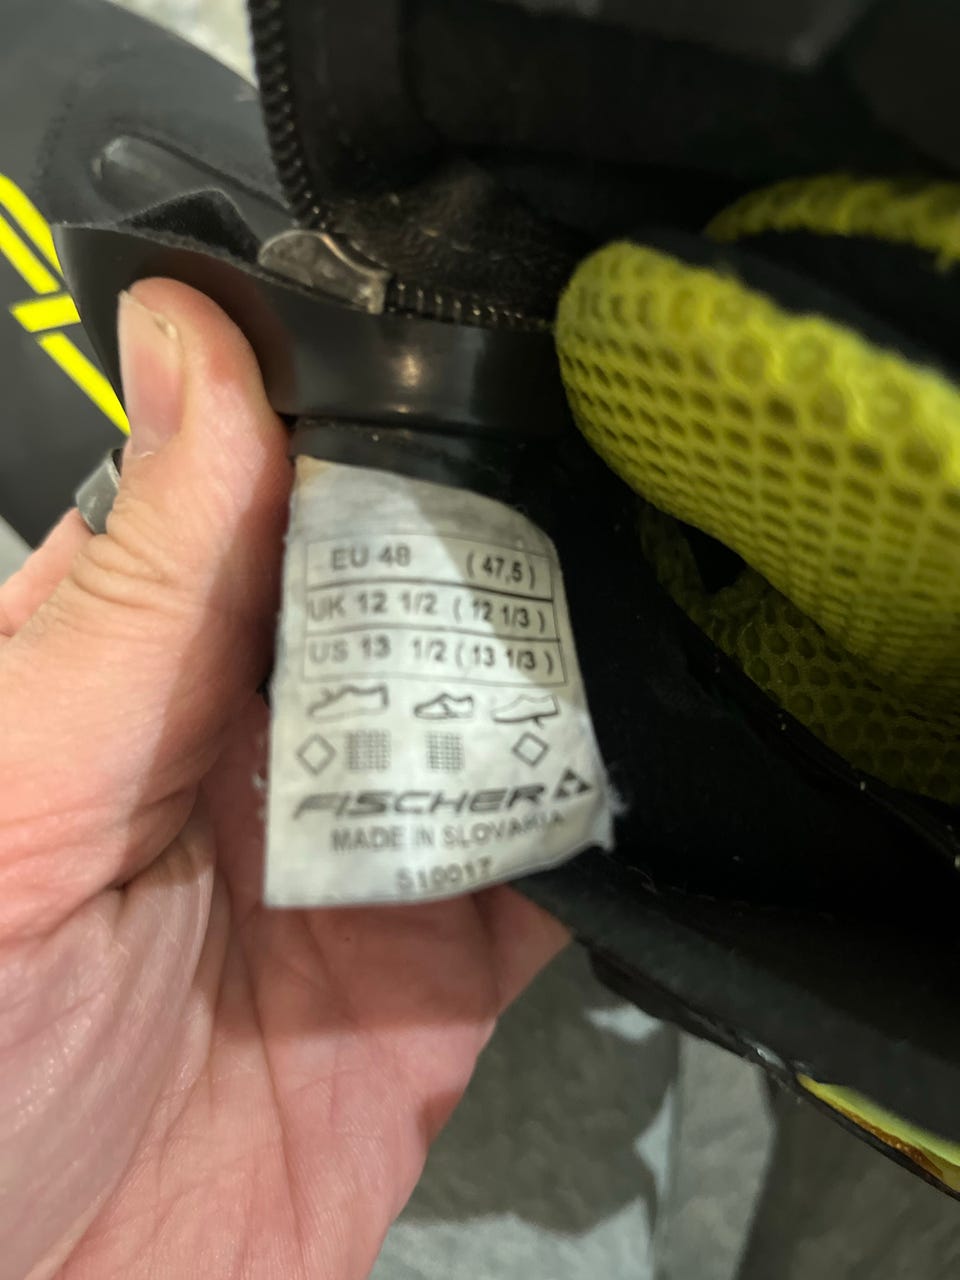 EU 48 (47,5)
UK 12 1/2 (12 1/3)
US 13 1/2 (13 1/3)
FISCHER
MADE IN SLOVAKIA
S10017